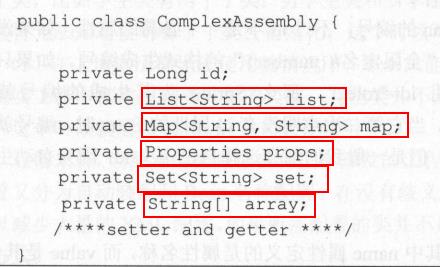 public class ComplexAssembly {
private Long id;
private List<String> list;
private Map<String, String> map;
private Properties props;
private Set<String> set;
private String[] array;
/****setter and getter ****/
}